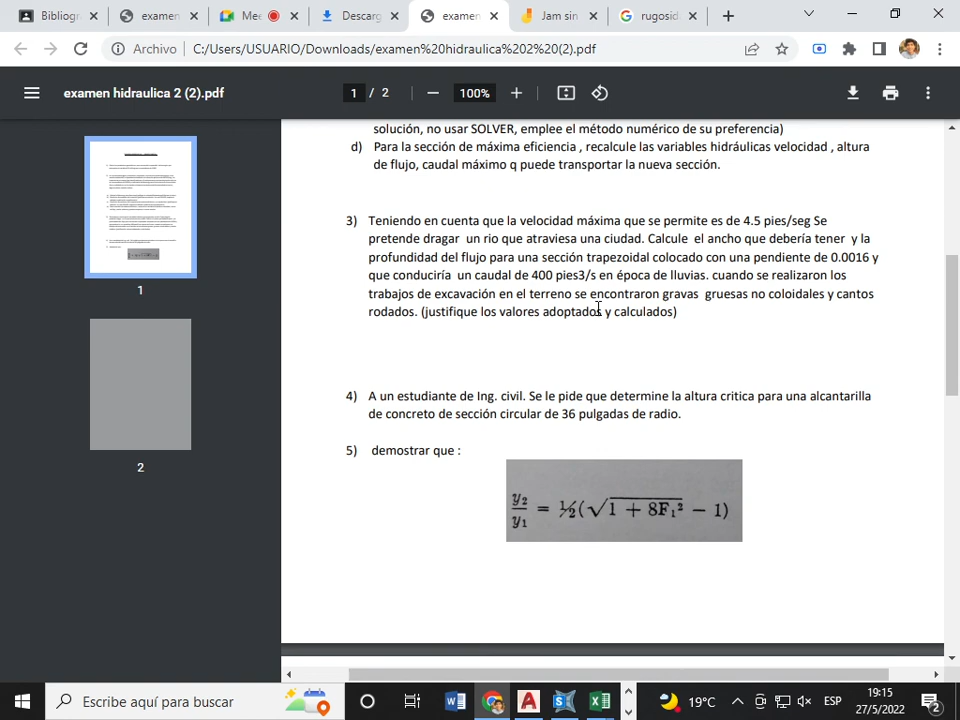 Bibliogr
examen
Mee
Descarg
examen
Jam sin
rugosid
Archivo
C:/Users/USUARIO/Downloads/examen%20hidraulica%202%20(2).pdf
examen hidraulica 2 (2).pdf
1 / 2
100%
1
2
solución, no usar SOLVER, emplee el método numérico de su preferencia)
d) Para la sección de máxima eficiencia , recalcule las variables hidráulicas velocidad , altura
de flujo, caudal máximo q puede transportar la nueva sección.
3) Teniendo en cuenta que la velocidad máxima que se permite es de 4.5 pies/seg Se
pretende dragar un rio que atraviesa una ciudad. Calcule el ancho que debería tener y la
profundidad del flujo para una sección trapezoidal colocado con una pendiente de 0.0016 y
que conduciría un caudal de 400 pies3/s en época de lluvias. cuando se realizaron los
trabajos de excavación en el terreno se encontraron gravas gruesas no coloidales y cantos
rodados. (justifique los valores adoptados y calculados)
4) A un estudiante de Ing. civil. Se le pide que determine la altura critica para una alcantarilla
de concreto de sección circular de 36 pulgadas de radio.
5) demostrar que :
y₂/y₁ = ½(√1 + 8F₁² − 1)
Escribe aquí para buscar
19°C
ESP
19:15
27/5/2022
2